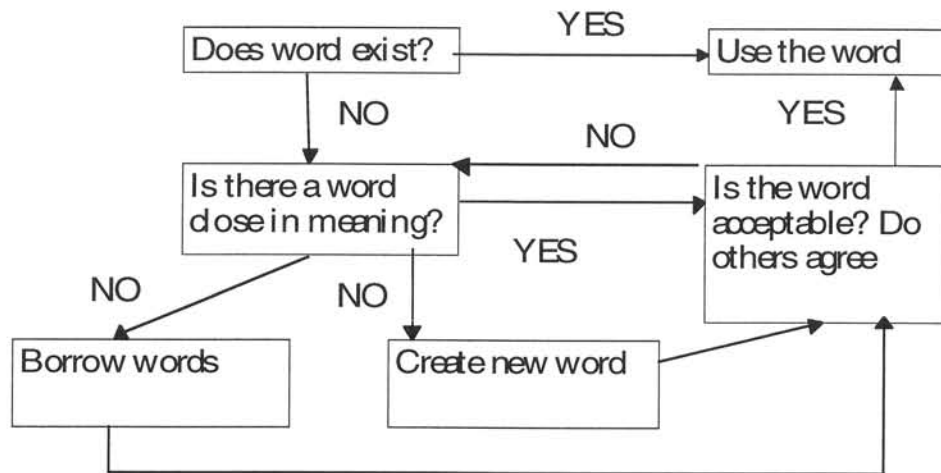 YES
Does word exist?
Use the word
NO
YES
NO
Is there a word
close in meaning?
Is the word
acceptable? Do
others agree
YES
NO
NO
Borrow words
Create new word